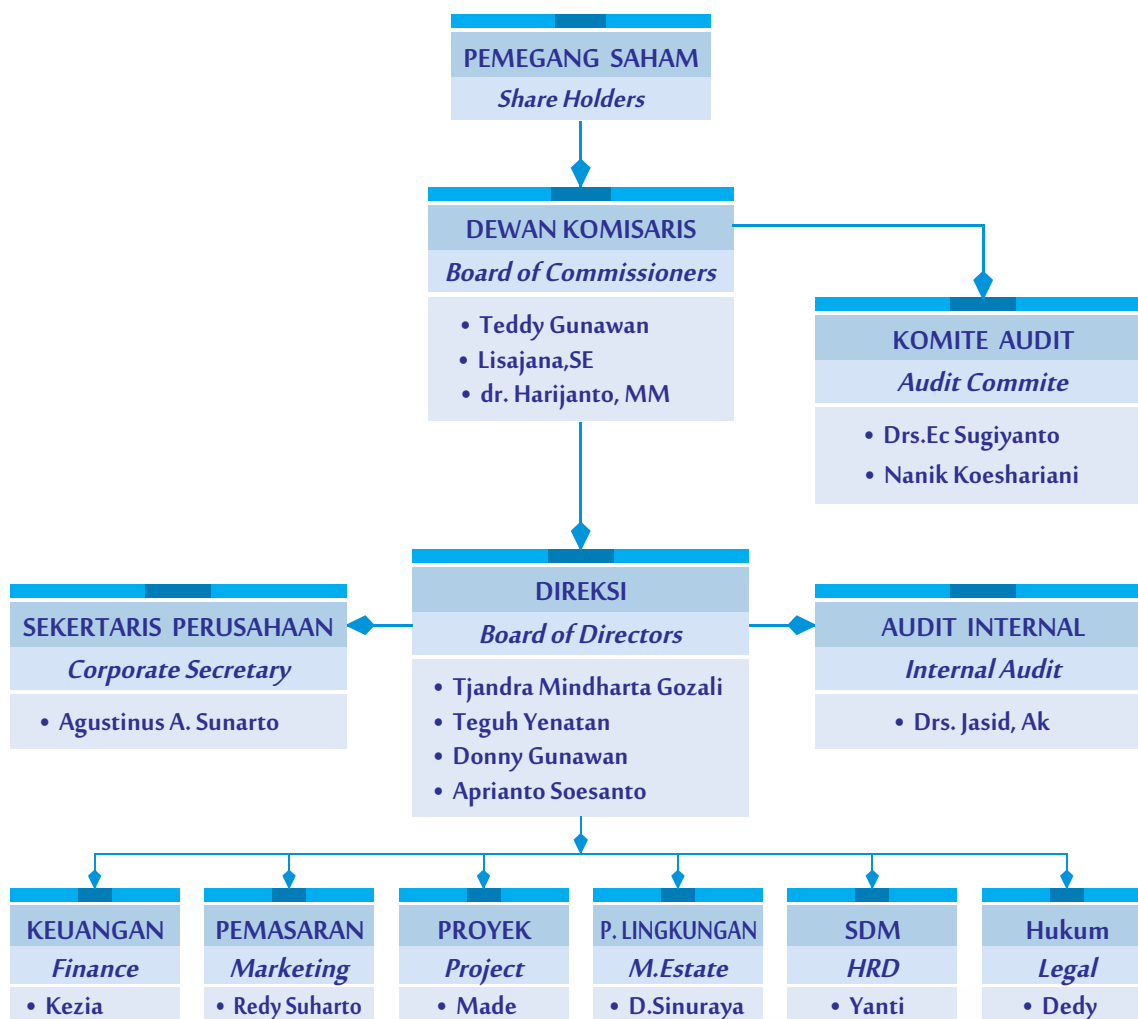 PEMEGANG SAHAM
Share Holders
DEWAN KOMISARIS
Board of Commissioners
• Teddy Gunawan
• Lisajana,SE
• dr. Harijanto, MM
KOMITE AUDIT
Audit Commite
• Drs.Ec Sugiyanto
• Nanik Koeshariani
DIREKSI
Board of Directors
• Tjandra Mindharta Gozali
• Teguh Yenatan
• Donny Gunawan
• Aprianto Soesanto
SEKERTARIS PERUSAHAAN
Corporate Secretary
• Agustinus A. Sunarto
AUDIT INTERNAL
Internal Audit
• Drs. Jasid, Ak
KEUANGAN
Finance
• Kezia
PEMASARAN
Marketing
• Redy Suharto
PROYEK
Project
• Made
P. LINGKUNGAN
M.Estate
• D.Sinuraya
SDM
HRD
• Yanti
Hukum
Legal
• Dedy